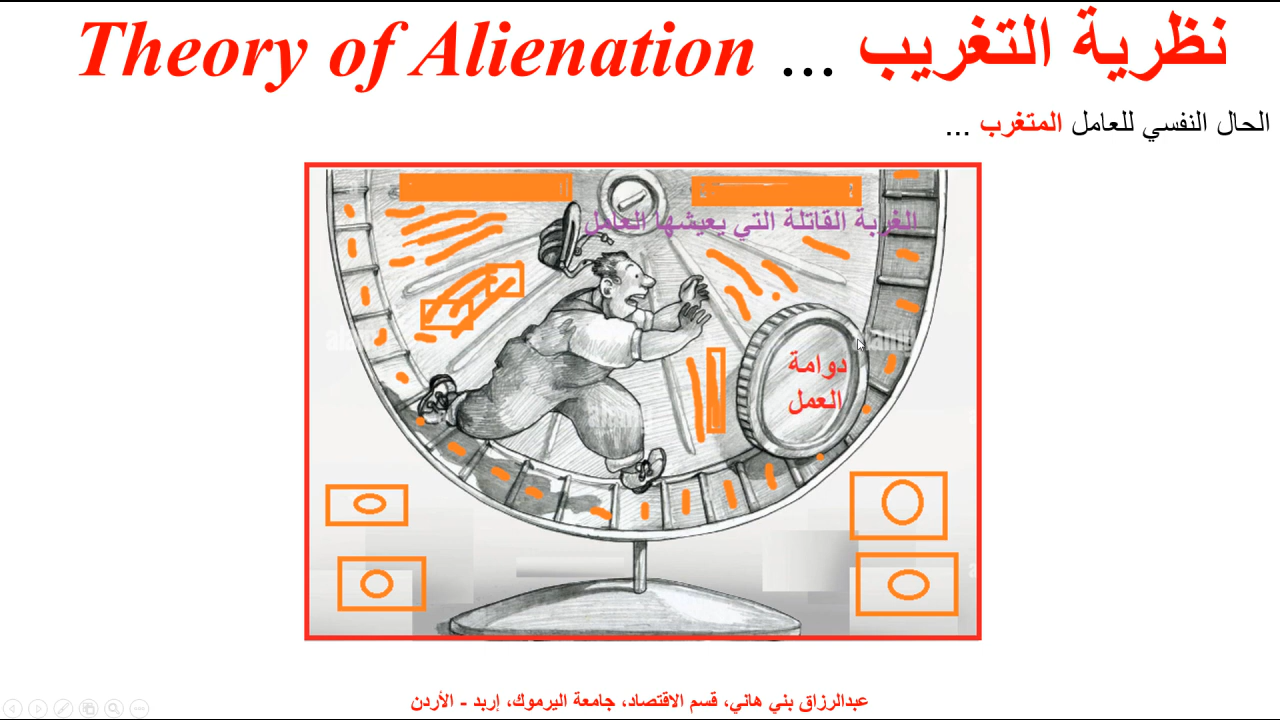 نظرية التغريب ... Theory of Alienation
الحال النفسي للعامل المتغرب ...
الغربة القاتلة التي يعيشها العامل
دوامة
العمل
alamy
عبدالرزاق بني هاني، قسم الاقتصاد، جامعة اليرموك، إربد - الأردن